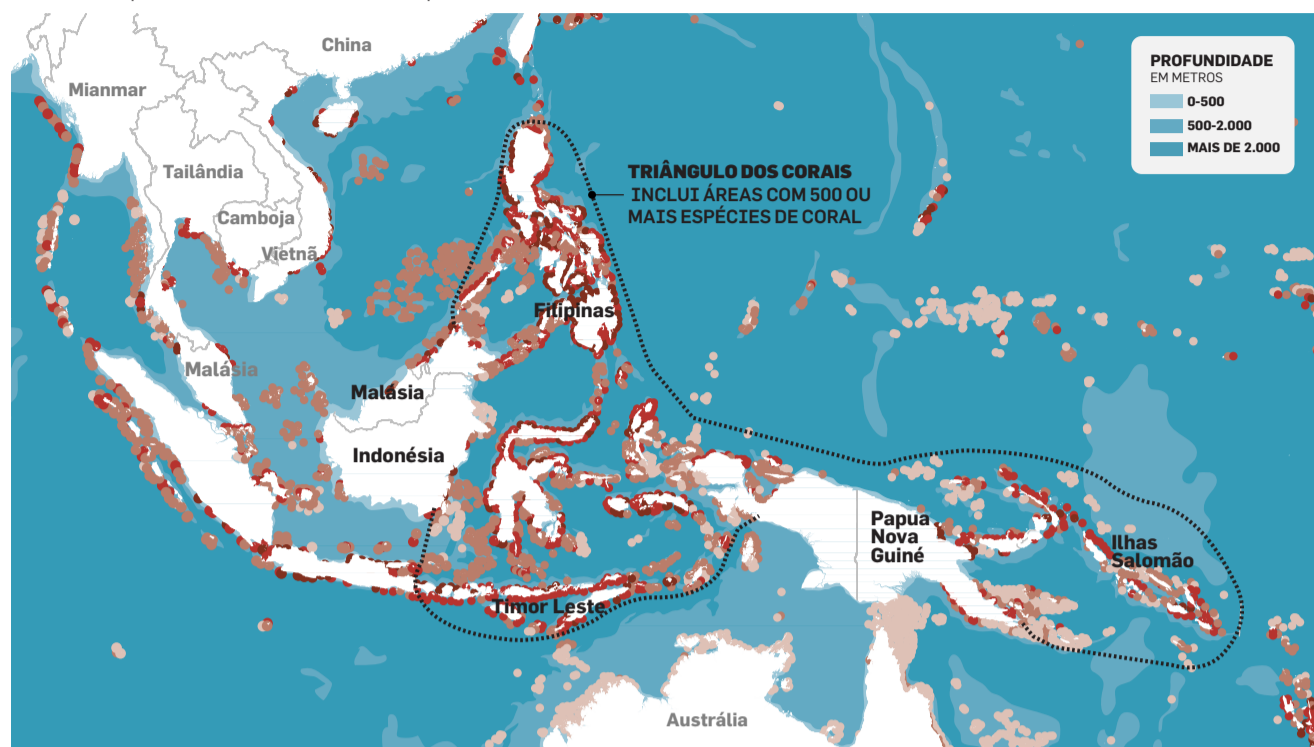 China
Mianmar
Tailândia
Camboja
Vietnã
Malásia
PROFUNDIDADE
EM METROS
0-500
500-2.000
MAIS DE 2.000
TRIÂNGULO DOS CORAIS
INCLUI ÁREAS COM 500 OU
MAIS ESPÉCIES DE CORAL
Filipinas
Malásia
Indonésia
Papua
Nova
Guiné
Ilhas
Salomão
Timor Leste
Austrália